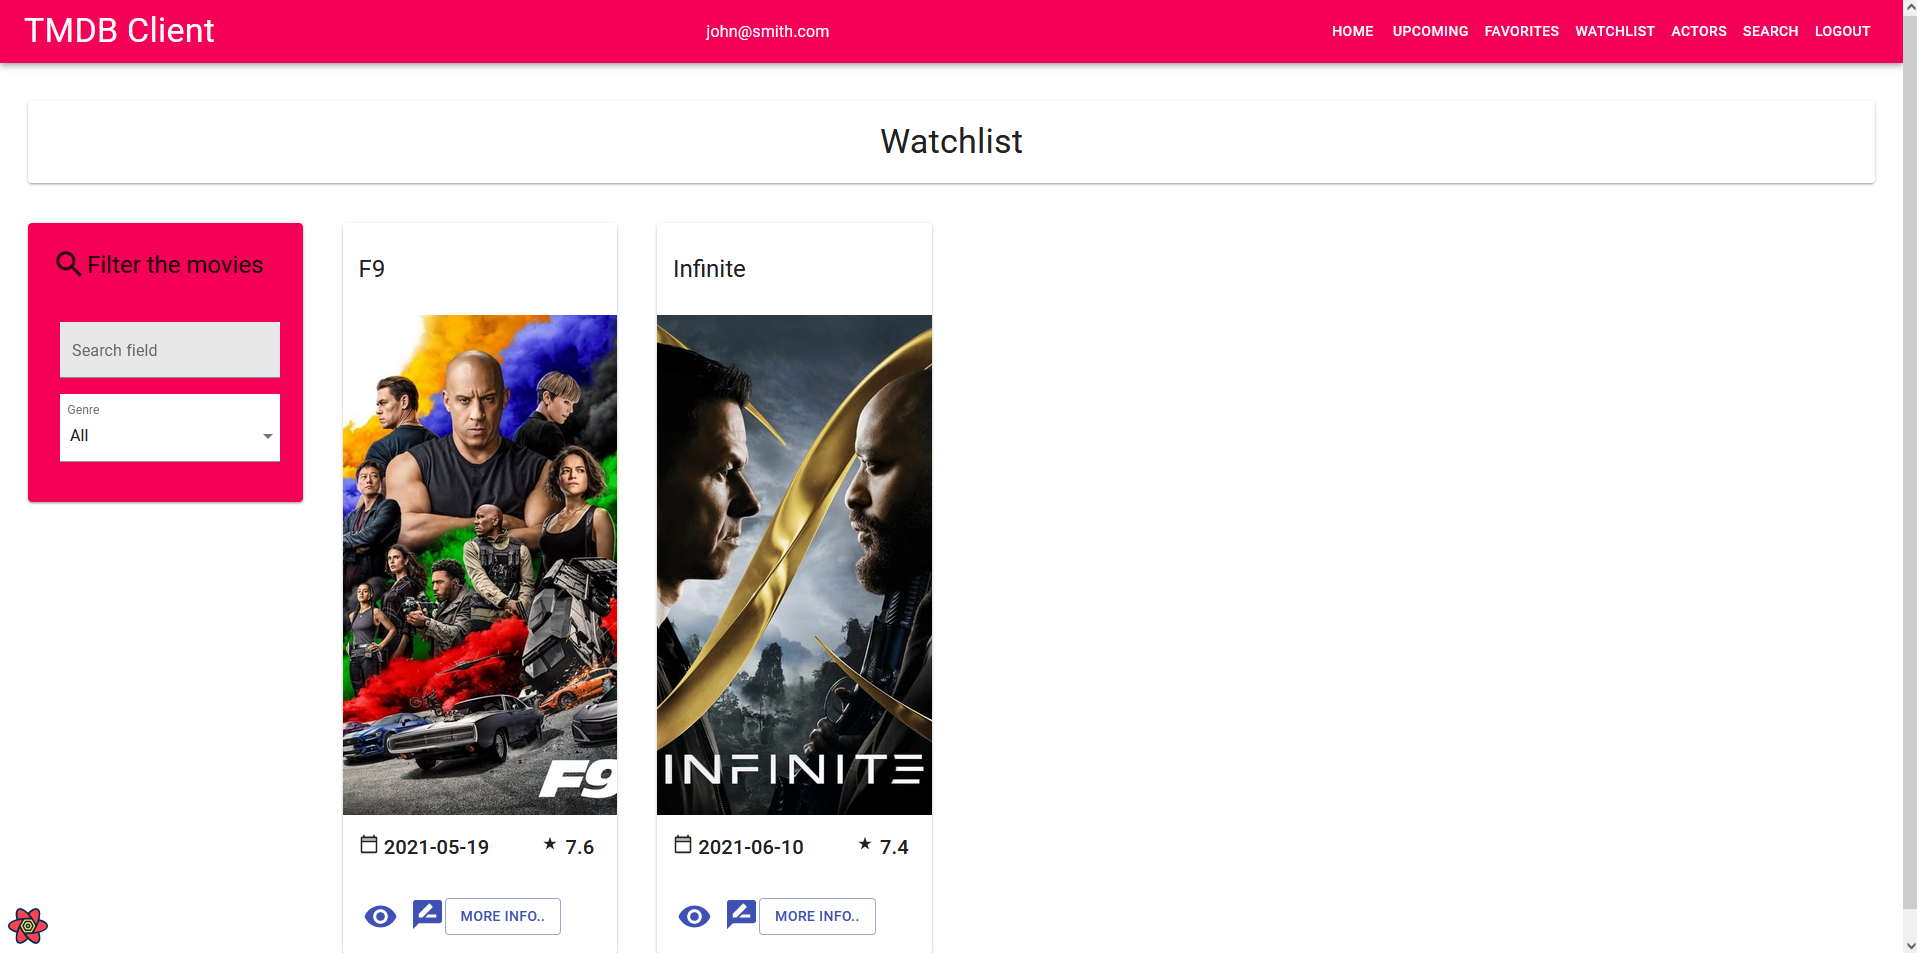 TMDB Client
john@smith.com
HOME UPCOMING FAVORITES WATCHLIST ACTORS SEARCH LOGOUT
Watchlist
Filter the movies
Search field
Genre
All
F9
F9
2021-05-19 ★ 7.6
MORE INFO..
Infinite
INFINITE
2021-06-10 ★ 7.4
MORE INFO..